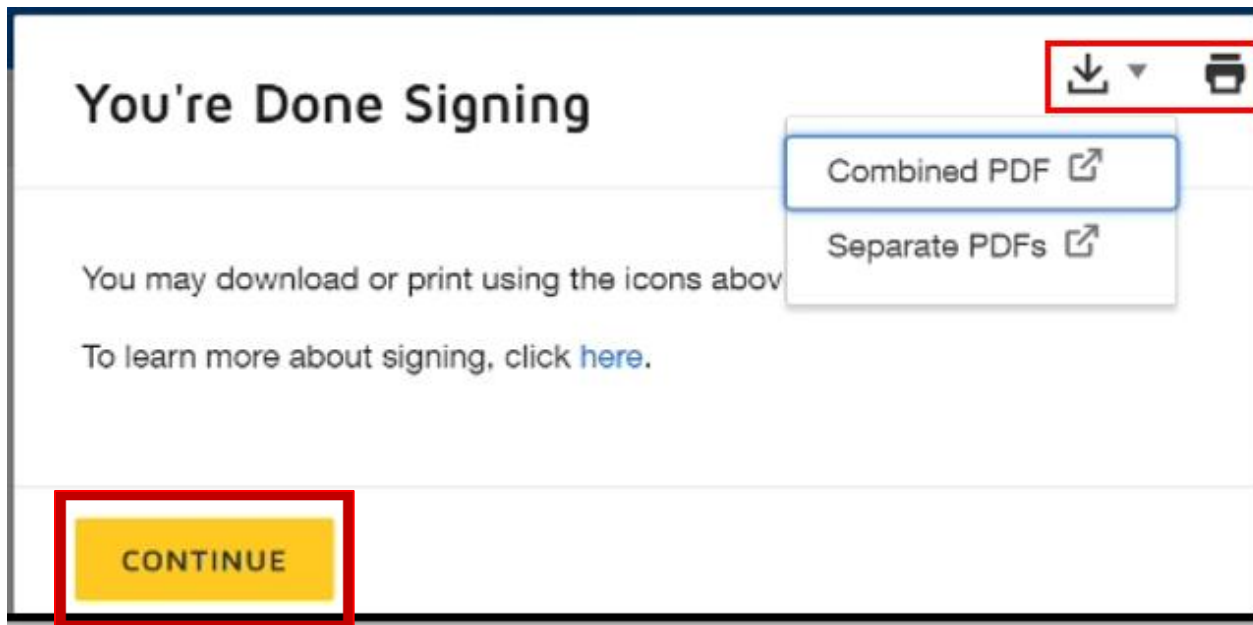 You're Done Signing
Combined PDF
Separate PDFs
You may download or print using the icons abov
To learn more about signing, click here.
CONTINUE